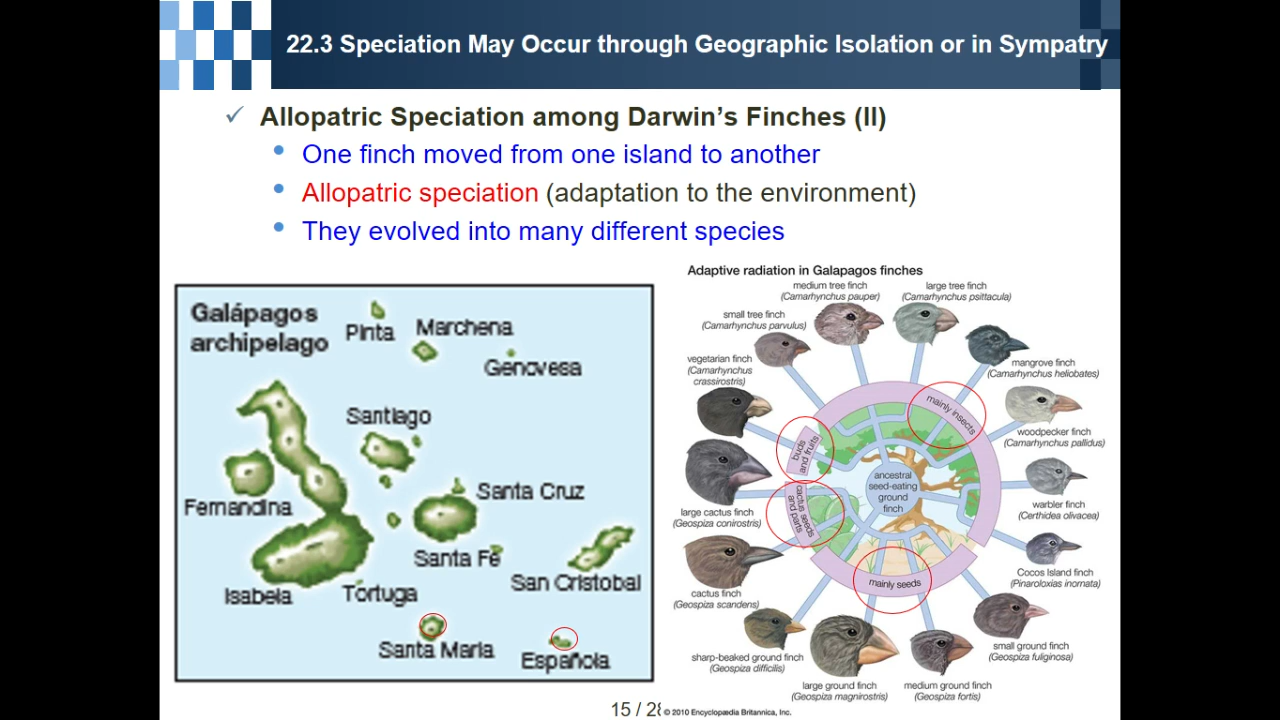 22.3 Speciation May Occur through Geographic Isolation or in Sympatry
✓ Allopatric Speciation among Darwin's Finches (II)
• One finch moved from one island to another
• Allopatric speciation (adaptation to the environment)
• They evolved into many different species
Galápagos
archipelago
Pinta
Marchena
Genovesa
Santiago
Fernandina
Santa Cruz
Santa Fe
San Cristobal
Isabela
Tortuga
Santa Maria
Española
Adaptive radiation in Galapagos finches
medium tree finch
(Camarhynchus pauper)
large tree finch
(Camarhynchus psittacula)
small tree finch
(Camarhynchus parvulus)
mangrove finch
(Camarhynchus heliobates)
vegetarian finch
(Camarhynchus
crassirostris)
woodpecker finch
(Camarhynchus pallidus)
mainly insects
buds
and fruits
ancestral
seed-eating
ground
finch
cactus seeds
and parts
warbler finch
(Certhidea olivacea)
large cactus finch
(Geospiza conirostris)
Cocos Island finch
(Pinaroloxias inornata)
mainly seeds
cactus finch
(Geospiza scandens)
small ground finch
(Geospiza fuliginosa)
sharp-beaked ground finch
(Geospiza difficilis)
large ground finch
(Geospiza magnirostris)
medium ground finch
(Geospiza fortis)
15 / 28
© 2010 Encyclopædia Britannica, Inc.